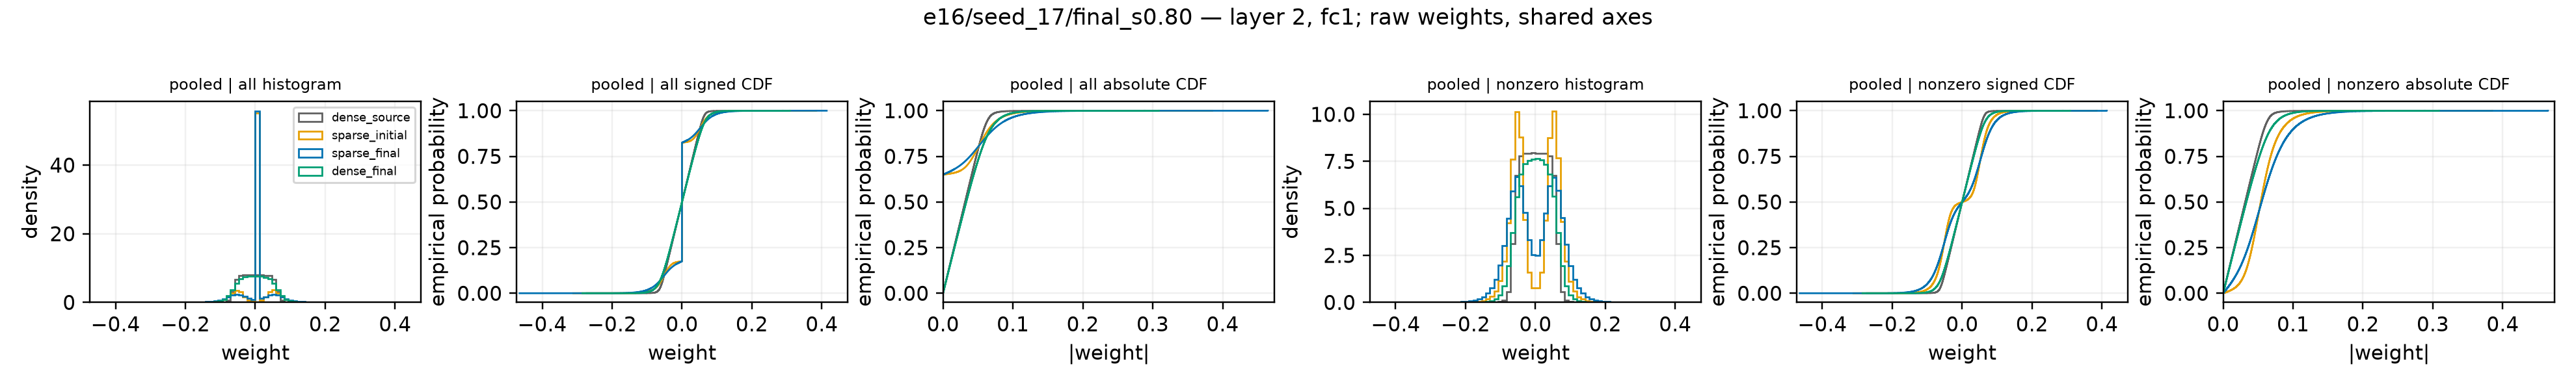 e16/seed_17/final_s0.80 — layer 2, fc1; raw weights, shared axes
pooled | all histogram
density
40
20
0
−0.4 −0.2 0.0 0.2 0.4
weight
dense_source
sparse_initial
sparse_final
dense_final
pooled | all signed CDF
empirical probability
1.00
0.75
0.50
0.25
0.00
−0.4 −0.2 0.0 0.2 0.4
weight
pooled | all absolute CDF
empirical probability
1.00
0.75
0.50
0.25
0.00
0.0 0.1 0.2 0.3 0.4
|weight|
pooled | nonzero histogram
density
10.0
7.5
5.0
2.5
0.0
−0.4 −0.2 0.0 0.2 0.4
weight
pooled | nonzero signed CDF
empirical probability
1.00
0.75
0.50
0.25
0.00
−0.4 −0.2 0.0 0.2 0.4
weight
pooled | nonzero absolute CDF
empirical probability
1.00
0.75
0.50
0.25
0.00
0.0 0.1 0.2 0.3 0.4
|weight|